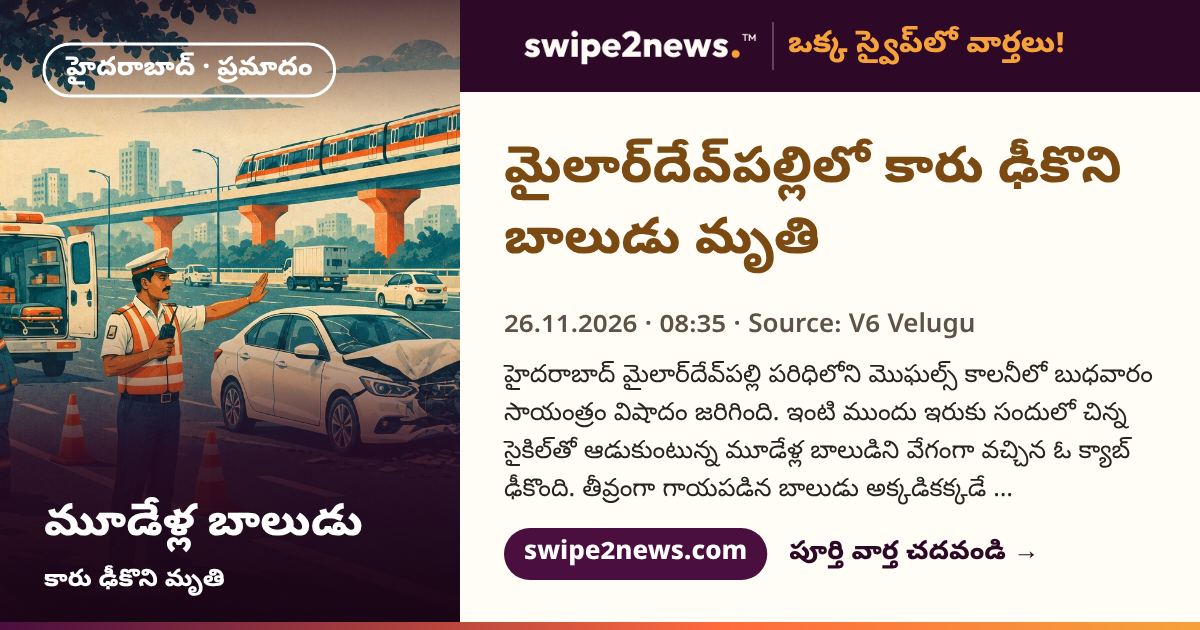 హైదరాబాద్ · ప్రమాదం
swipe2news.™
ఒక్క స్వైప్‌లో వార్తలు!
మైలార్‌దేవ్‌పల్లిలో కారు ఢీకొని
బాలుడు మృతి
26.11.2026 · 08:35 · Source: V6 Velugu
హైదరాబాద్ మైలార్‌దేవ్‌పల్లి పరిధిలోని మొఘల్స్ కాలనీలో బుధవారం
సాయంత్రం విషాదం జరిగింది. ఇంటి ముందు ఇరుకు సందులో చిన్న
సైకిల్‌తో ఆడుకుంటున్న మూడేళ్ల బాలుడిని వేగంగా వచ్చిన ఓ క్యాబ్
ఢీకొంది. తీవ్రంగా గాయపడిన బాలుడు అక్కడికక్కడే ...
swipe2news.com
పూర్తి వార్త చదవండి →
మూడేళ్ల బాలుడు
కారు ఢీకొని మృతి